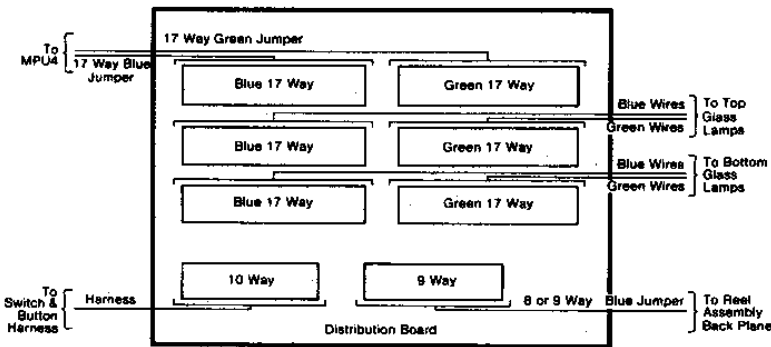 17 Way Green Jumper
To
MPU4
17 Way Blue
Jumper
Blue 17 Way
Green 17 Way
Blue Wires
Green Wires
To Top
Glass
Lamps
Blue 17 Way
Green 17 Way
Blue Wires
Green Wires
To Bottom
Glass
Lamps
Blue 17 Way
Green 17 Way
10 Way
9 Way
To
Switch &
Button
Harness
Harness
8 or 9 Way Blue Jumper
To Reel
Assembly
Back Plane
Distribution Board